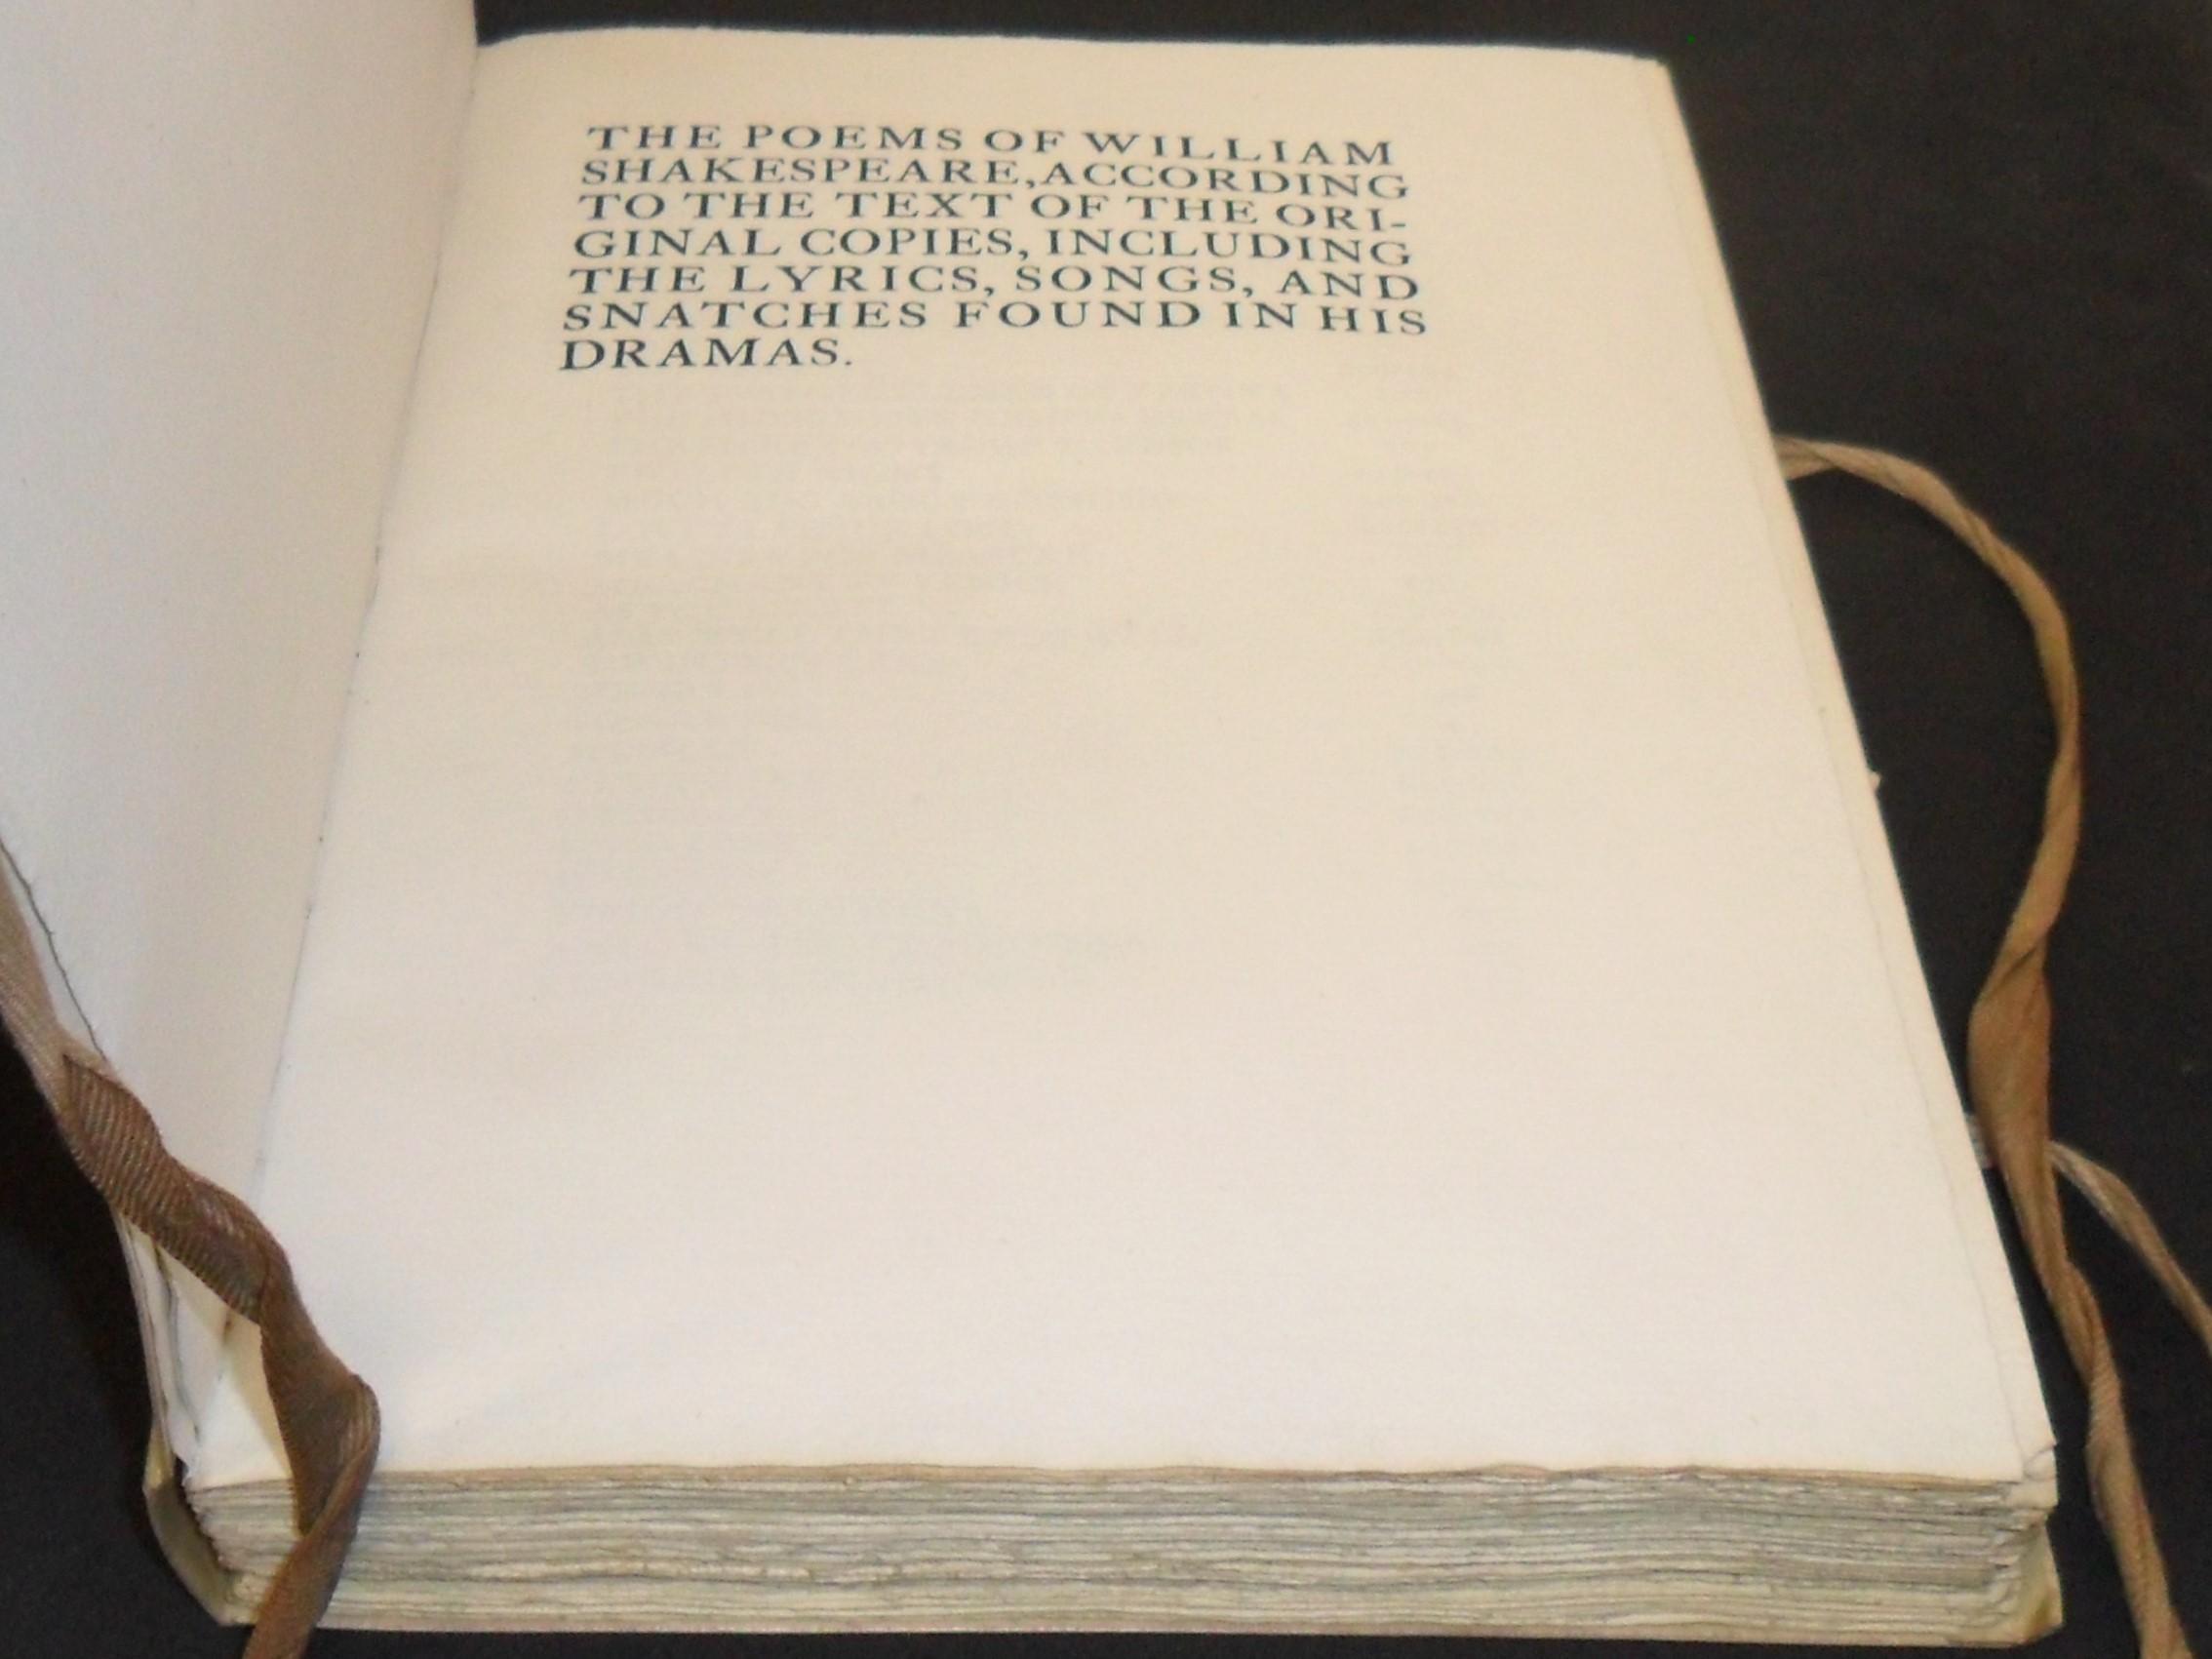 THE POEMS OF WILLIAM
SHAKESPEARE, ACCORDING
TO THE TEXT OF THE ORI-
GINAL COPIES, INCLUDING
THE LYRICS, SONGS, AND
SNATCHES FOUND IN HIS
DRAMAS.